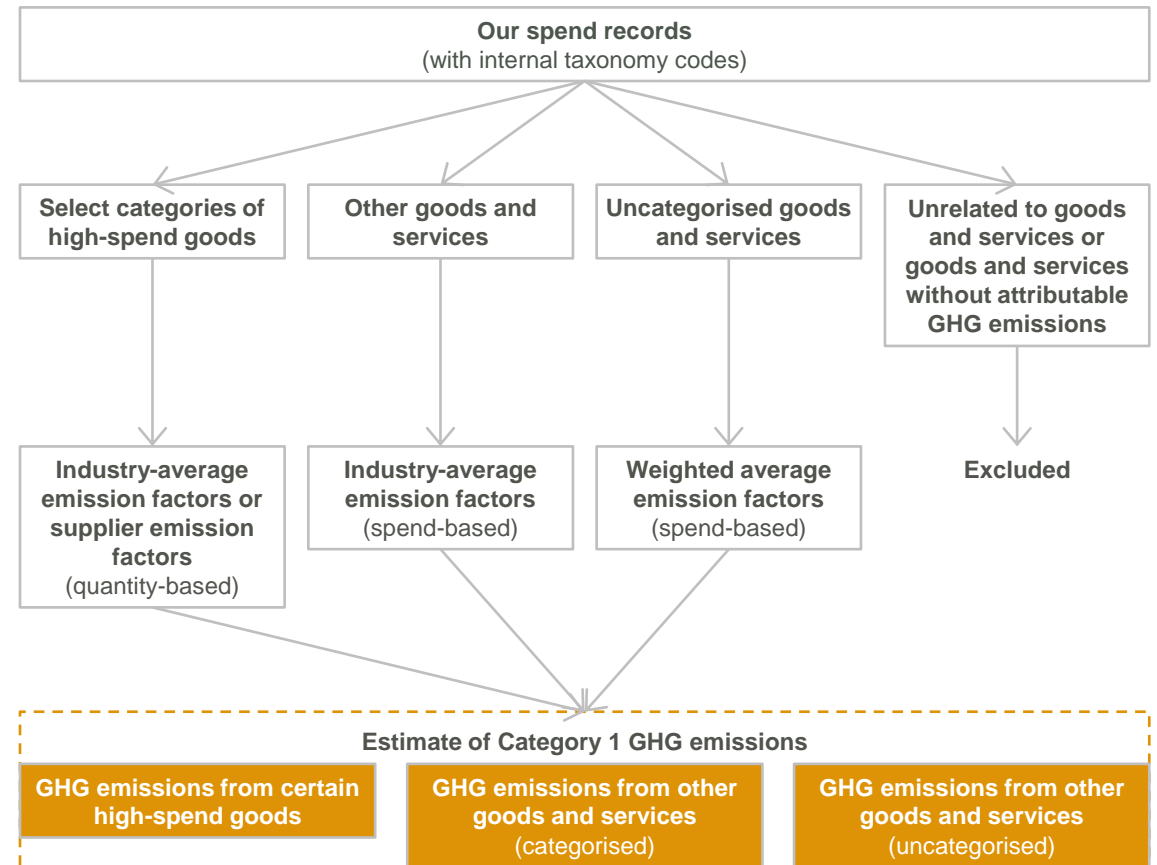 Our spend records
(with internal taxonomy codes)
Select categories of
high-spend goods
Other goods and
services
Uncategorised goods
and services
Unrelated to goods
and services or
goods and services
without attributable
GHG emissions
Industry-average
emission factors or
supplier emission
factors
(quantity-based)
Industry-average
emission factors
(spend-based)
Weighted average
emission factors
(spend-based)
Excluded
Estimate of Category 1 GHG emissions
GHG emissions from certain
high-spend goods
GHG emissions from other
goods and services
(categorised)
GHG emissions from other
goods and services
(uncategorised)